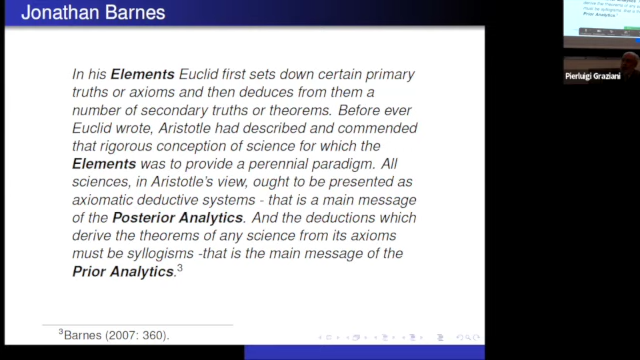 Jonathan Barnes
In his Elements Euclid first sets down certain primary
truths or axioms and then deduces from them a
number of secondary truths or theorems. Before ever
Euclid wrote, Aristotle had described and commended
that rigorous conception of science for which the
Elements was to provide a perennial paradigm. All
sciences, in Aristotle's view, ought to be presented as
axiomatic deductive systems - that is a main message
of the Posterior Analytics. And the deductions which
derive the theorems of any science from its axioms
must be syllogisms -that is the main message of the
Prior Analytics.3
3Barnes (2007: 360).
Pierluigi Graziani